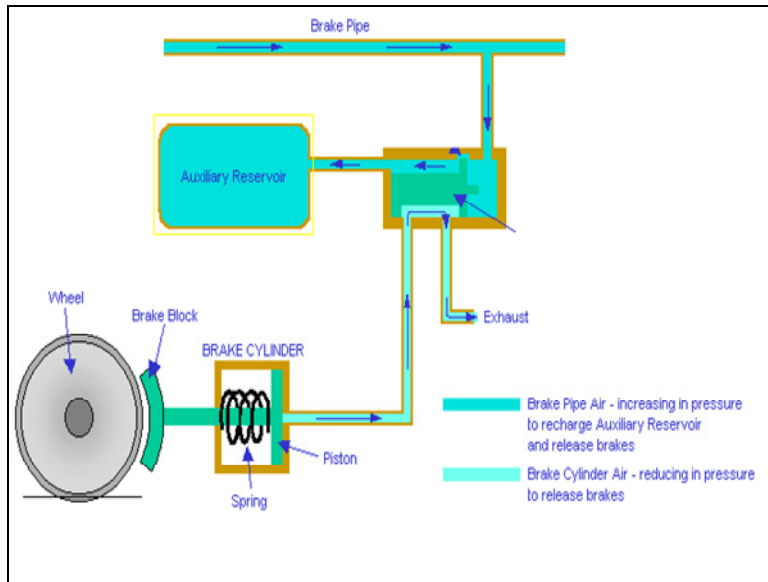 Brake Pipe
Auxiliary Reservoir
Wheel
Brake Block
Exhaust
BRAKE CYLINDER
Piston
Spring
Brake Pipe Air - increasing in pressure
to recharge Auxiliary Reservoir
and release brakes
Brake Cylinder Air - reducing in pressure
to release brakes